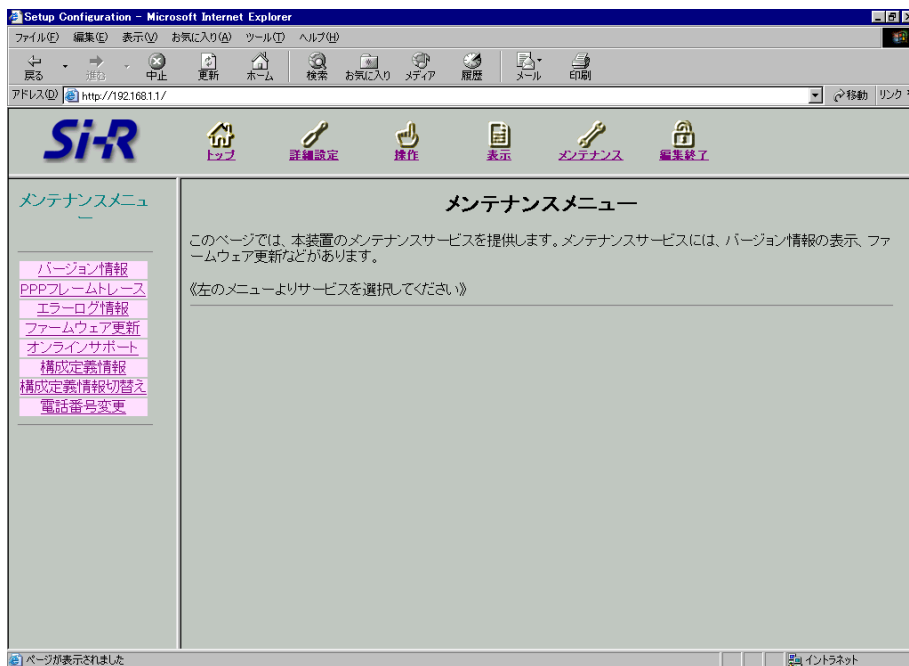 Setup Configuration - Microsoft Internet Explorer
ファイル(F) 編集(E) 表示(V) お気に入り(A) ツール(T) ヘルプ(H)
戻る 進む 中止 更新 ホーム 検索 お気に入り メディア 履歴 メール 印刷
アドレス(D) http://192.168.1.1/ 移動 リンク
Si-R
トップ 詳細設定 操作 表示 メンテナンス 編集終了
メンテナンスメニュ
ー
バージョン情報
PPPフレームトレース
エラーログ情報
ファームウェア更新
オンラインサポート
構成定義情報
構成定義情報切替え
電話番号変更
メンテナンスメニュー
このページでは、本装置のメンテナンスサービスを提供します。メンテナンスサービスには、バージョン情報の表示、ファ
ームウェア更新などがあります。
《左のメニューよりサービスを選択してください》
ページが表示されました イントラネット